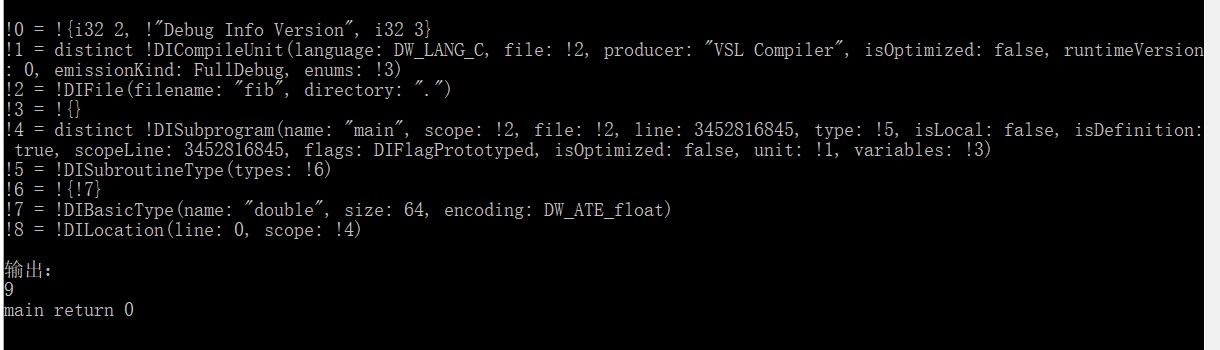 !0 = !{i32 2, !"Debug Info Version", i32 3}
!1 = distinct !DICompileUnit(language: DW_LANG_C, file: !2, producer: "VSL Compiler", isOptimized: false, runtimeVersion
: 0, emissionKind: FullDebug, enums: !3)
!2 = !DIFile(filename: "fib", directory: ".")
!3 = !{}
!4 = distinct !DISubprogram(name: "main", scope: !2, file: !2, line: 3452816845, type: !5, isLocal: false, isDefinition:
 true, scopeLine: 3452816845, flags: DIFlagPrototyped, isOptimized: false, unit: !1, variables: !3)
!5 = !DISubroutineType(types: !6)
!6 = !{!7}
!7 = !DIBasicType(name: "double", size: 64, encoding: DW_ATE_float)
!8 = !DILocation(line: 0, scope: !4)
输出:
9
main return 0